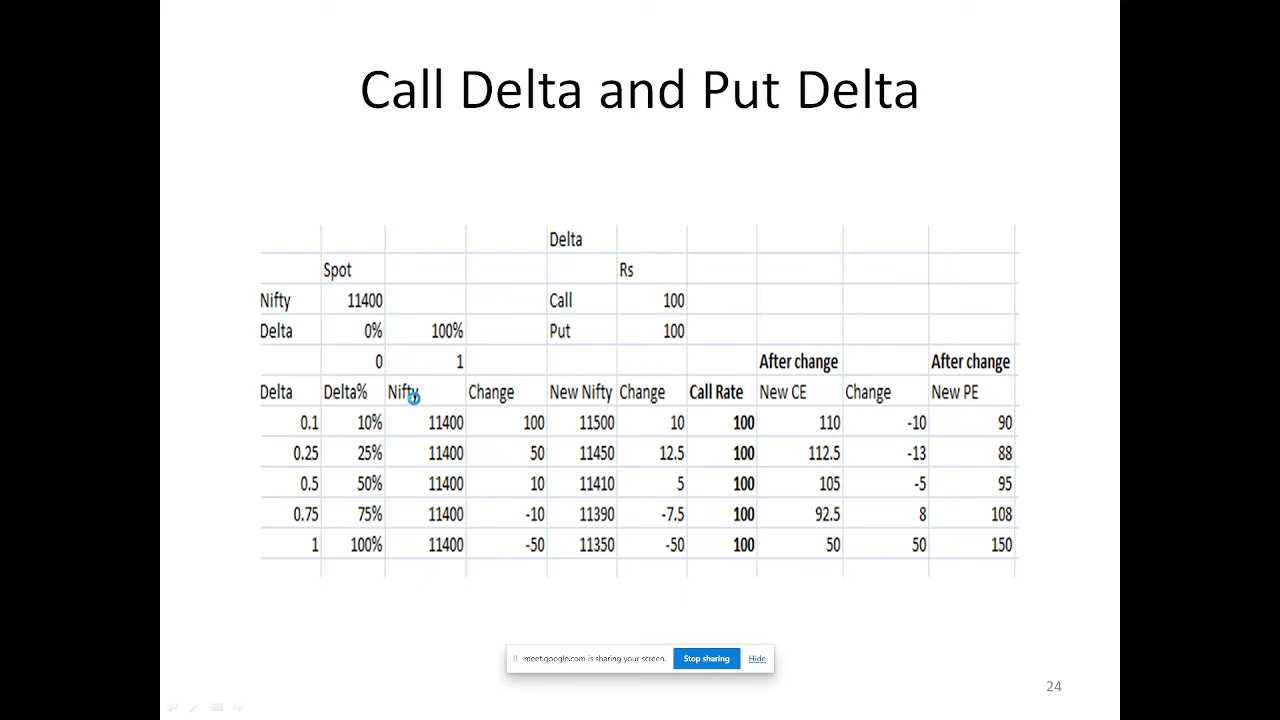 Call Delta and Put Delta
Delta
Spot Rs
Nifty 11400 Call 100
Delta 0% 100% Put 100
0 1 After change After change
Delta Delta% Nifty Change New Nifty Change Call Rate New CE Change New PE
0.1 10% 11400 100 11500 10 100 110 -10 90
0.25 25% 11400 50 11450 12.5 100 112.5 -13 88
0.5 50% 11400 10 11410 5 100 105 -5 95
0.75 75% 11400 -10 11390 -7.5 100 92.5 8 108
1 100% 11400 -50 11350 -50 100 50 50 150
meet.google.com is sharing your screen. Stop sharing Hide
24